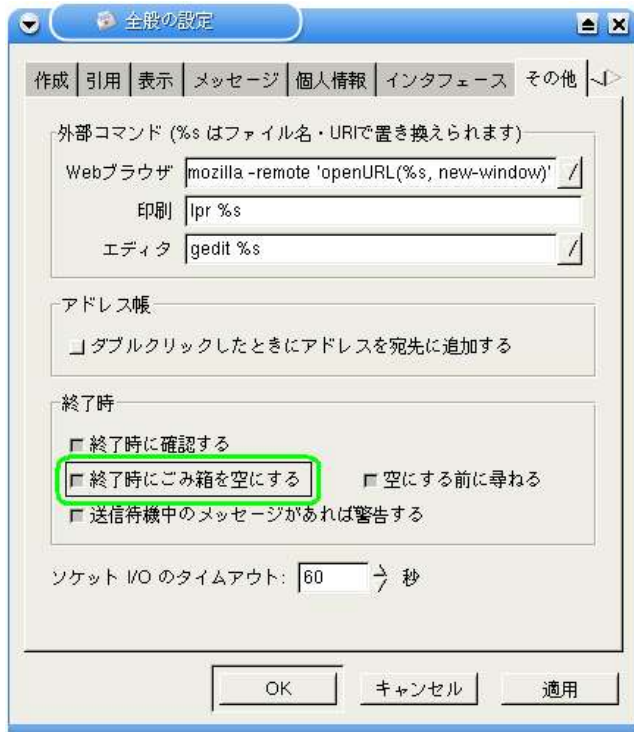 全般の設定
作成 引用 表示 メッセージ 個人情報 インタフェース その他
外部コマンド (%s はファイル名・URIで置き換えられます)
Webブラウザ mozilla -remote 'openURL(%s, new-window)'
印刷 lpr %s
エディタ gedit %s
アドレス帳
ダブルクリックしたときにアドレスを宛先に追加する
終了時
終了時に確認する
終了時にごみ箱を空にする 空にする前に尋ねる
送信待機中のメッセージがあれば警告する
ソケット I/O のタイムアウト: 60 秒
OK キャンセル 適用